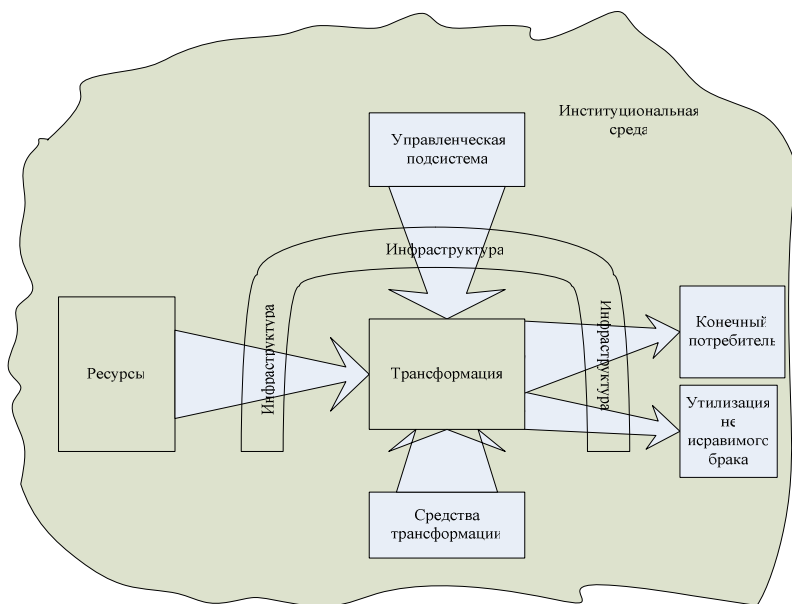 Институциональная
среда
Управленческая
подсистема
Инфраструктура
Ресурсы
Инфраструктура
Трансформация
Инфраструктура
Конечный
потребитель
Утилизация
не
исравимого
брака
Средства
трансформации